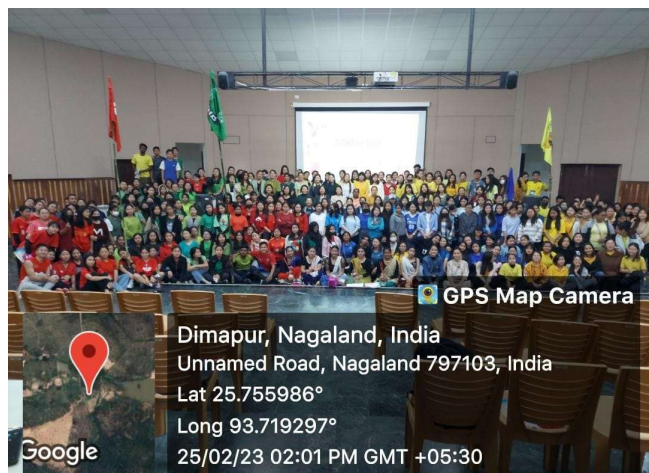 GPS Map Camera
Dimapur, Nagaland, India
Unnamed Road, Nagaland 797103, India
Lat 25.755986°
Long 93.719297°
25/02/23 02:01 PM GMT +05:30
Google